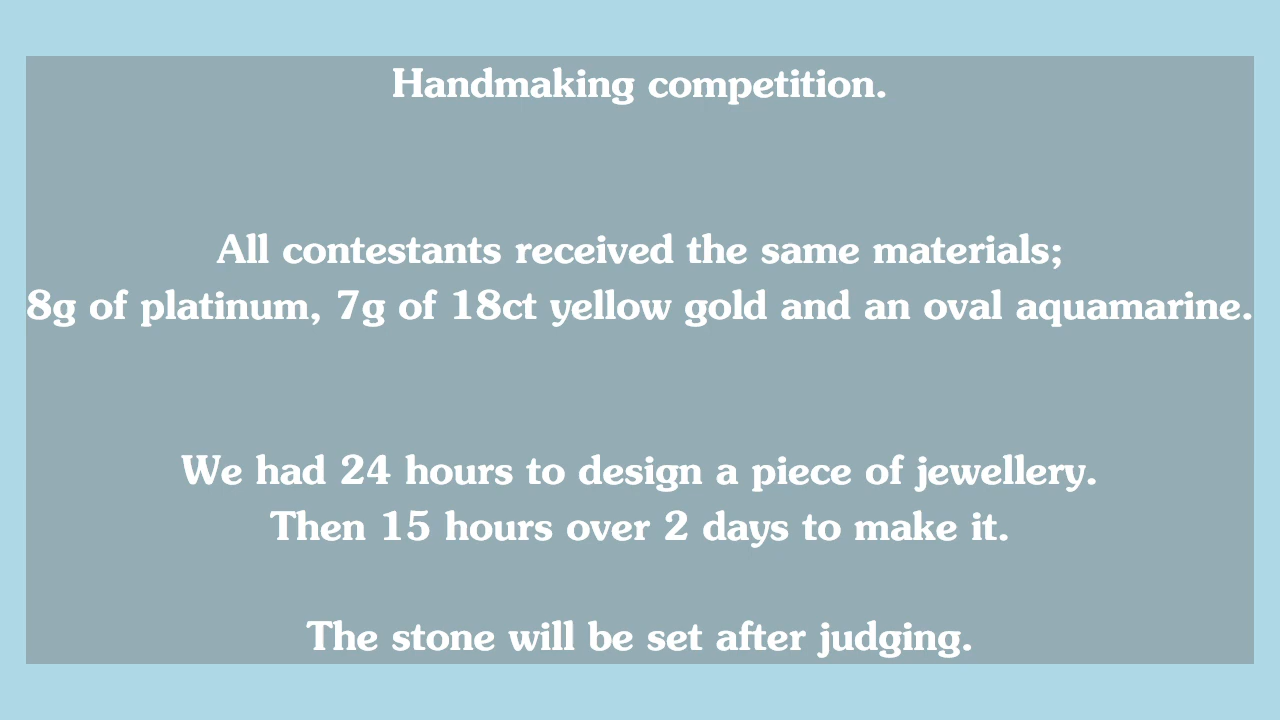 Handmaking competition.
All contestants received the same materials;
8g of platinum, 7g of 18ct yellow gold and an oval aquamarine.
We had 24 hours to design a piece of jewellery.
Then 15 hours over 2 days to make it.
The stone will be set after judging.